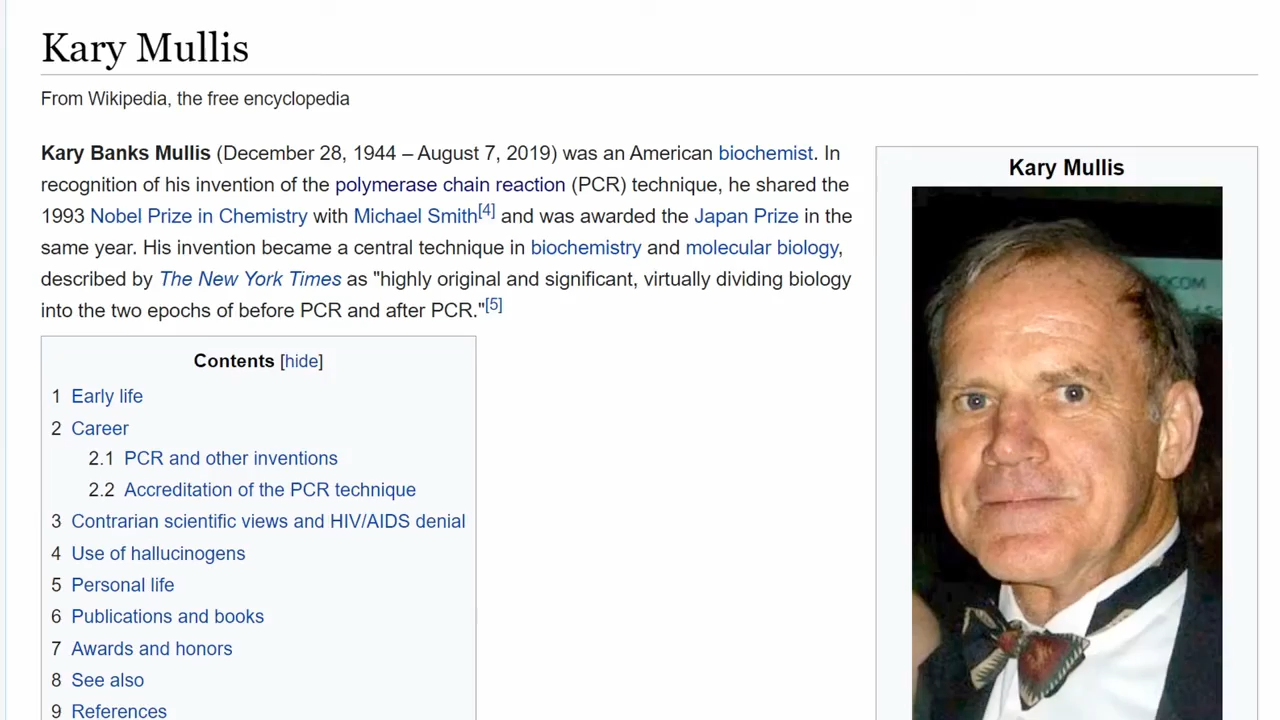 Kary Mullis
From Wikipedia, the free encyclopedia
Kary Banks Mullis (December 28, 1944 – August 7, 2019) was an American biochemist. In
recognition of his invention of the polymerase chain reaction (PCR) technique, he shared the
1993 Nobel Prize in Chemistry with Michael Smith[4] and was awarded the Japan Prize in the
same year. His invention became a central technique in biochemistry and molecular biology,
described by The New York Times as "highly original and significant, virtually dividing biology
into the two epochs of before PCR and after PCR."[5]
Contents [hide]
1 Early life
2 Career
2.1 PCR and other inventions
2.2 Accreditation of the PCR technique
3 Contrarian scientific views and HIV/AIDS denial
4 Use of hallucinogens
5 Personal life
6 Publications and books
7 Awards and honors
8 See also
9 References
Kary Mullis